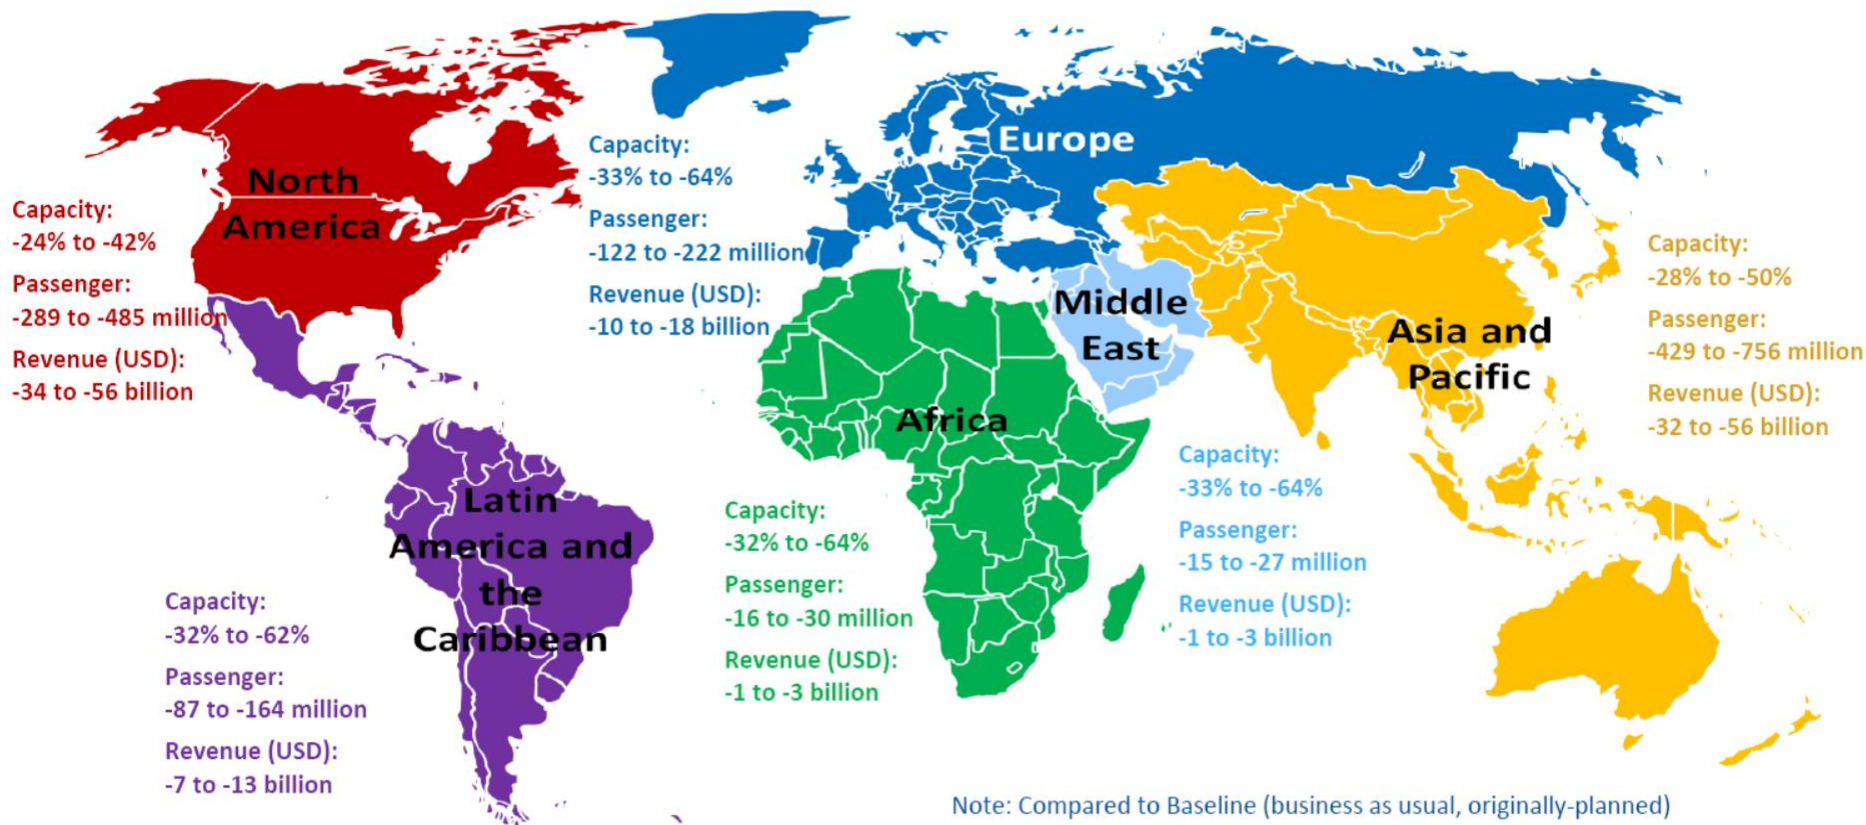 North
America
Capacity:
-24% to -42%
Passenger:
-289 to -485 million
Revenue (USD):
-34 to -56 billion
Capacity:
-33% to -64%
Passenger:
-122 to -222 million
Revenue (USD):
-10 to -18 billion
Europe
Middle
East
Asia and
Pacific
Capacity:
-28% to -50%
Passenger:
-429 to -756 million
Revenue (USD):
-32 to -56 billion
Africa
Capacity:
-33% to -64%
Passenger:
-15 to -27 million
Revenue (USD):
-1 to -3 billion
Latin
America and
the
Caribbean
Capacity:
-32% to -64%
Passenger:
-16 to -30 million
Revenue (USD):
-1 to -3 billion
Capacity:
-32% to -62%
Passenger:
-87 to -164 million
Revenue (USD):
-7 to -13 billion
Note: Compared to Baseline (business as usual, originally-planned)